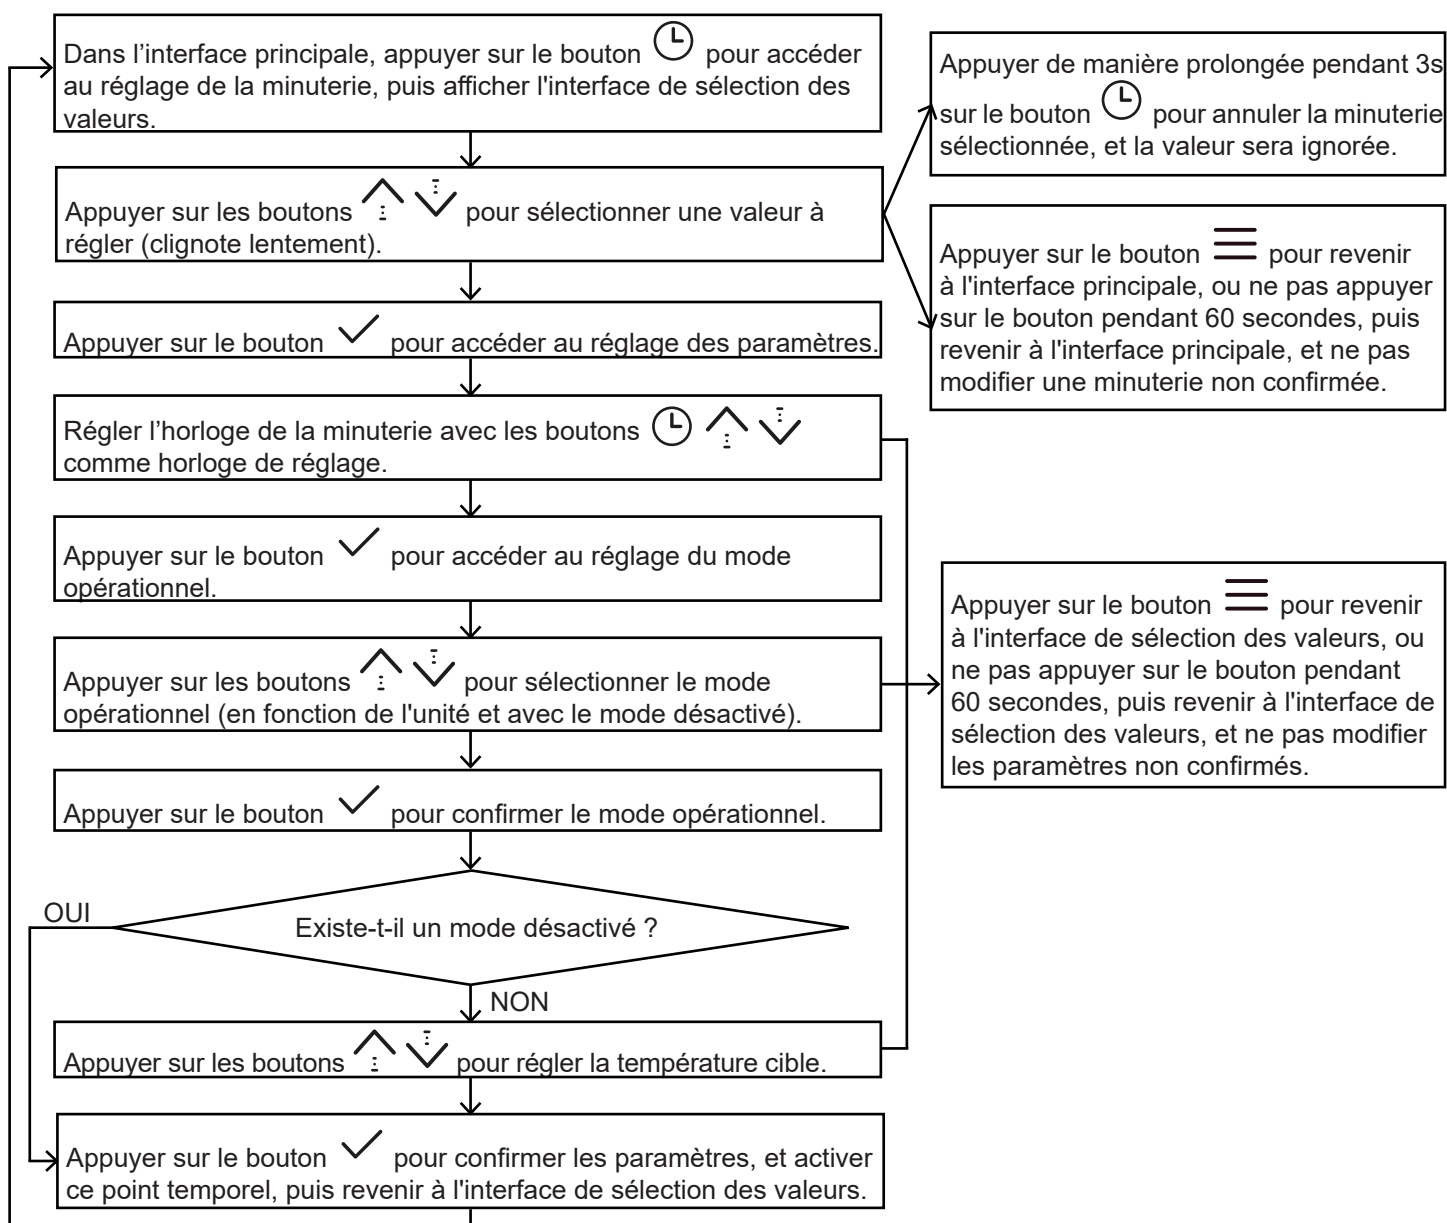 Dans l’interface principale, appuyer sur le bouton pour accéder
au réglage de la minuterie, puis afficher l'interface de sélection des
valeurs.
Appuyer de manière prolongée pendant 3s
sur le bouton pour annuler la minuterie
sélectionnée, et la valeur sera ignorée.
Appuyer sur les boutons pour sélectionner une valeur à
régler (clignote lentement).
Appuyer sur le bouton pour revenir
à l'interface principale, ou ne pas appuyer
sur le bouton pendant 60 secondes, puis
revenir à l'interface principale, et ne pas
modifier une minuterie non confirmée.
Appuyer sur le bouton pour accéder au réglage des paramètres.
Régler l’horloge de la minuterie avec les boutons
comme horloge de réglage.
Appuyer sur le bouton pour accéder au réglage du mode
opérationnel.
Appuyer sur les boutons pour sélectionner le mode
opérationnel (en fonction de l'unité et avec le mode désactivé).
Appuyer sur le bouton pour revenir
à l'interface de sélection des valeurs, ou
ne pas appuyer sur le bouton pendant
60 secondes, puis revenir à l'interface de
sélection des valeurs, et ne pas modifier
les paramètres non confirmés.
Appuyer sur le bouton pour confirmer le mode opérationnel.
OUI
Existe-t-il un mode désactivé ?
NON
Appuyer sur les boutons pour régler la température cible.
Appuyer sur le bouton pour confirmer les paramètres, et activer
ce point temporel, puis revenir à l'interface de sélection des valeurs.